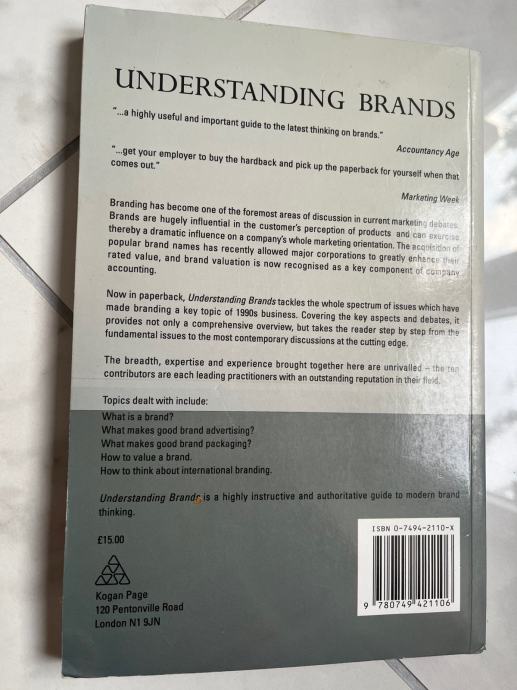 UNDERSTANDING BRANDS
"...a highly useful and important guide to the latest thinking on brands."
Accountancy Age
"...get your employer to buy the hardback and pick up the paperback for yourself when that
comes out."
Marketing Week
Branding has become one of the foremost areas of discussion in current marketing debates.
Brands are hugely influential in the customer's perception of products and can exercise
thereby a dramatic influence on a company's whole marketing orientation. The acquisition of
popular brand names has recently allowed major corporations to greatly enhance their
rated value, and brand valuation is now recognised as a key component of company
accounting.
Now in paperback, Understanding Brands tackles the whole spectrum of issues which have
made branding a key topic of 1990s business. Covering the key aspects and debates, it
provides not only a comprehensive overview, but takes the reader step by step from the
fundamental issues to the most contemporary discussions at the cutting edge.
The breadth, expertise and experience brought together here are unrivalled – the ten
contributors are each leading practitioners with an outstanding reputation in their field.
Topics dealt with include:
What is a brand?
What makes good brand advertising?
What makes good brand packaging?
How to value a brand.
How to think about international branding.
Understanding Brands is a highly instructive and authoritative guide to modern brand
thinking.
£15.00
ISBN 0-7494-2110-X
9 780749 421106
Kogan Page
120 Pentonville Road
London N1 9JN